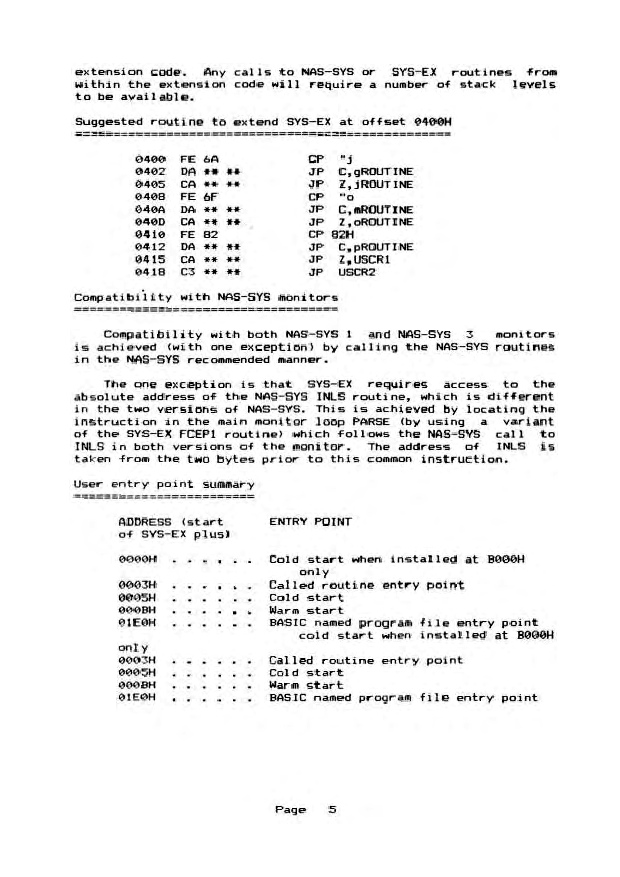 extension code. Any calls to NAS-SYS or SYS-EX routines from
within the extension code will require a number of stack levels
to be available.
Suggested routine to extend SYS-EX at offset 0400H
==================================================
0400 FE 6A CP "j
0402 DA ** ** JP C,gROUTINE
0405 CA ** ** JP Z,jROUTINE
0408 FE 6F CP "o
040A DA ** ** JP C,mROUTINE
040D CA ** ** JP Z,oROUTINE
0410 FE 82 CP 82H
0412 DA ** ** JP C,pROUTINE
0415 CA ** ** JP Z,USCR1
0418 C3 ** ** JP USCR2
Compatibility with NAS-SYS monitors
===================================
Compatibility with both NAS-SYS 1 and NAS-SYS 3 monitors
is achieved (with one exception) by calling the NAS-SYS routines
in the NAS-SYS recommended manner.
The one exception is that SYS-EX requires access to the
absolute address of the NAS-SYS INLS routine, which is different
in the two versions of NAS-SYS. This is achieved by locating the
instruction in the main monitor loop PARSE (by using a variant
of the SYS-EX FCEP1 routine) which follows the NAS-SYS call to
INLS in both versions of the monitor. The address of INLS is
taken from the two bytes prior to this common instruction.
User entry point summary
========================
ADDRESS (start ENTRY POINT
of SYS-EX plus)
0000H . . . . . . Cold start when installed at B000H
only
0003H . . . . . . Called routine entry point
0005H . . . . . . Cold start
000BH . . . . . . Warm start
01E0H . . . . . . BASIC named program file entry point
cold start when installed at B000H
only
0003H . . . . . . Called routine entry point
0005H . . . . . . Cold start
000BH . . . . . . Warm start
01E0H . . . . . . BASIC named program file entry point
Page 5